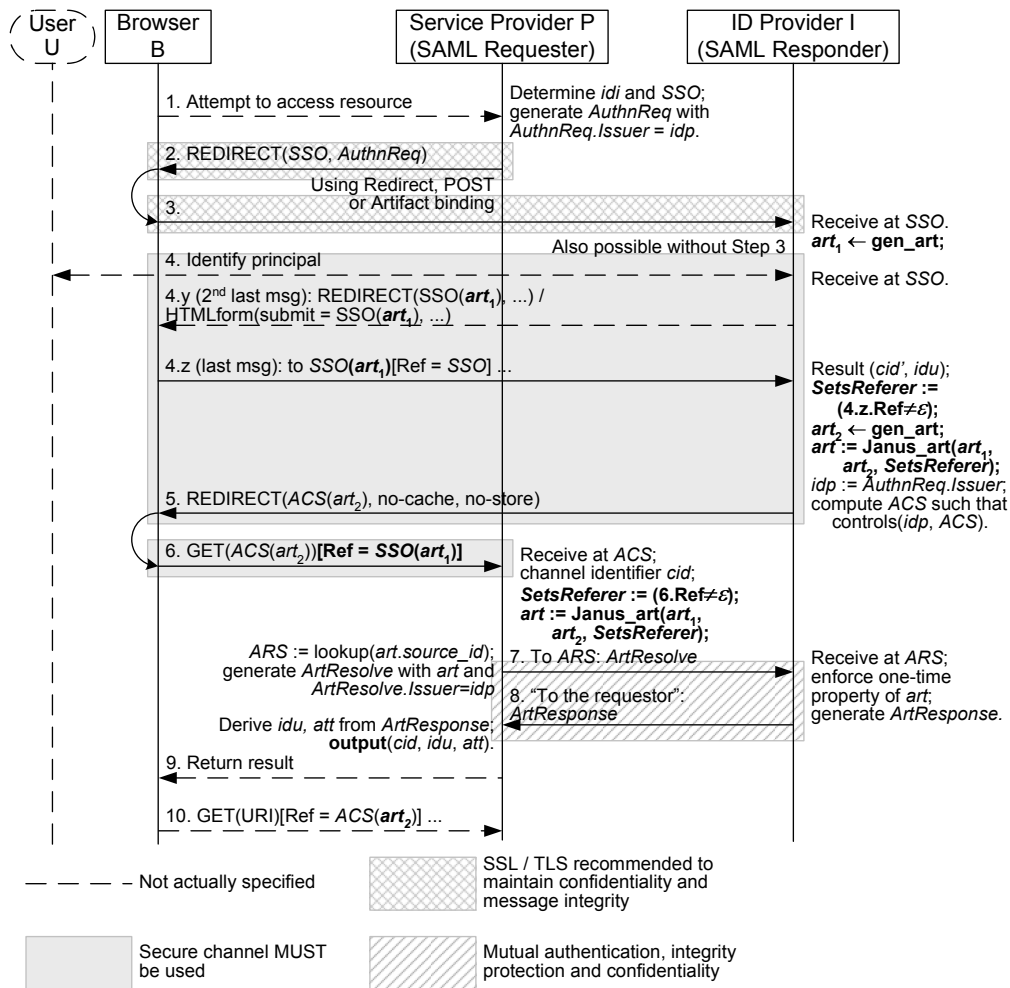 User
U
Browser
B
Service Provider P
(SAML Requester)
ID Provider I
(SAML Responder)
1. Attempt to access resource
Determine idi and SSO;
generate AuthnReq with
AuthnReq.Issuer = idp.
2. REDIRECT(SSO, AuthnReq)
Using Redirect, POST
or Artifact binding
3.
Receive at SSO.
art₁ ← gen_art;
Also possible without Step 3
4. Identify principal
Receive at SSO.
4.y (2nd last msg): REDIRECT(SSO(art₁), ...) /
HTMLform(submit = SSO(art₁), ...)
4.z (last msg): to SSO(art₁)[Ref = SSO] ...
Result (cid', idu);
SetsReferer :=
(4.z.Ref≠ε);
art₂ ← gen_art;
art := Janus_art(art₁,
art₂, SetsReferer);
idp := AuthnReq.Issuer;
compute ACS such that
controls(idp, ACS).
5. REDIRECT(ACS(art₂), no-cache, no-store)
6. GET(ACS(art₂))[Ref = SSO(art₁)]
Receive at ACS;
channel identifier cid;
SetsReferer := (6.Ref≠ε);
art := Janus_art(art₁,
art₂, SetsReferer);
ARS := lookup(art.source_id);
generate ArtResolve with art and
ArtResolve.Issuer=idp
7. To ARS: ArtResolve
Receive at ARS;
enforce one-time
property of art;
generate ArtResponse.
8. “To the requestor”:
ArtResponse
Derive idu, att from ArtResponse;
output(cid, idu, att).
9. Return result
10. GET(URI)[Ref = ACS(art₂)] ...
Not actually specified
SSL / TLS recommended to
maintain confidentiality and
message integrity
Secure channel MUST
be used
Mutual authentication, integrity
protection and confidentiality